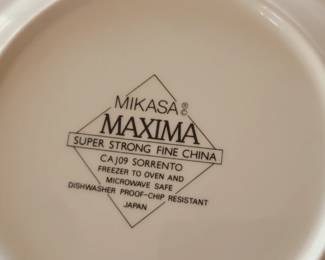 MIKASA®
MAXIMA
SUPER STRONG FINE CHINA
CAJ09 SORRENTO
FREEZER TO OVEN AND
MICROWAVE SAFE
DISHWASHER PROOF-CHIP RESISTANT
JAPAN